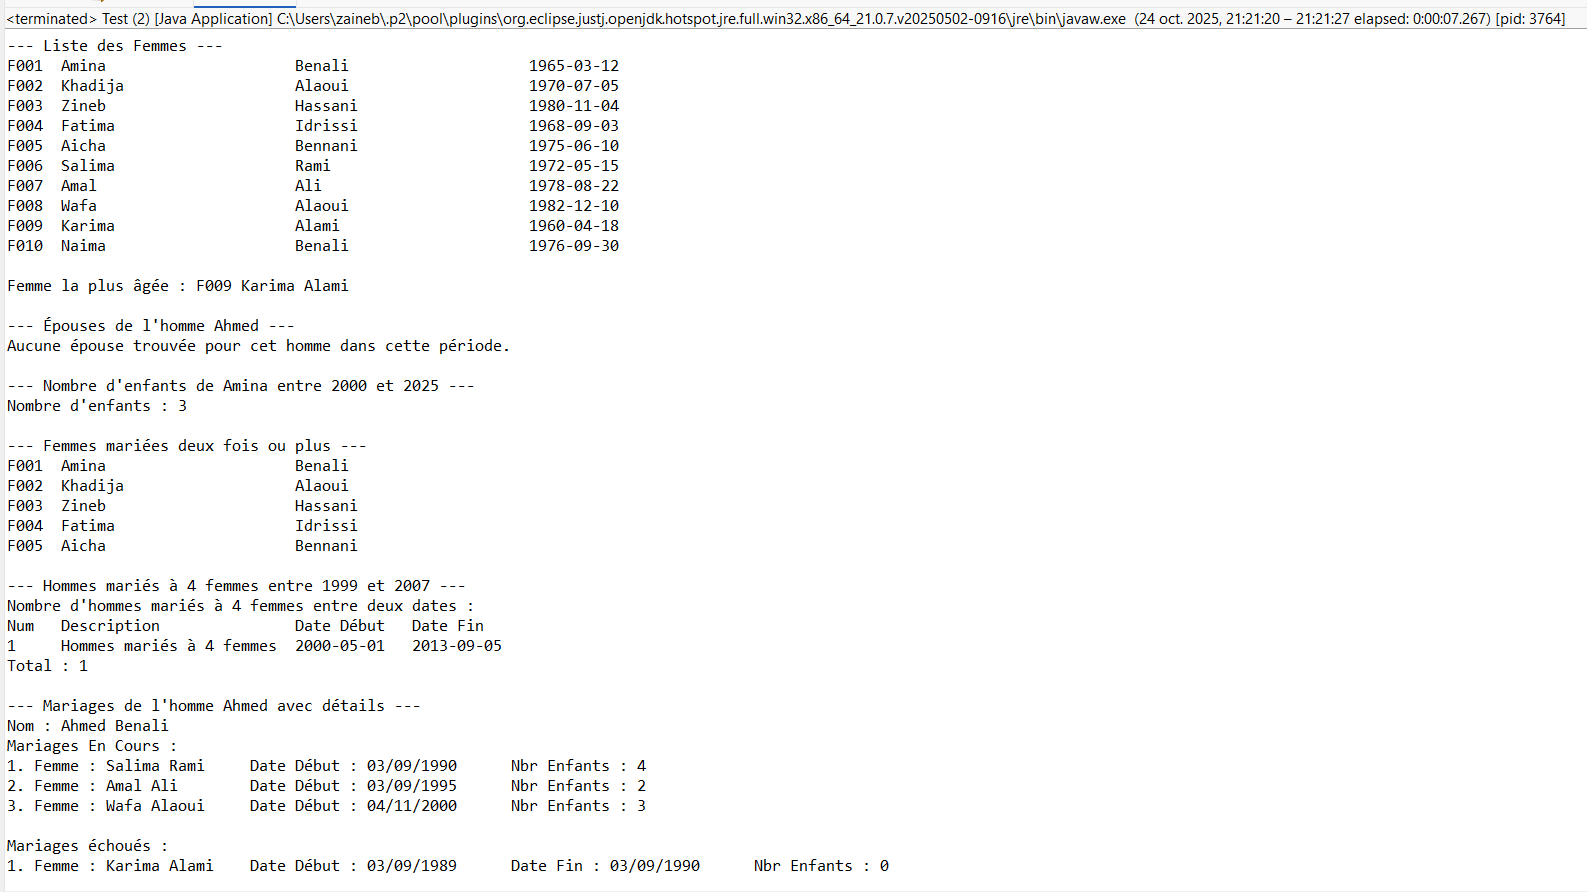 <terminated> Test (2) [Java Application] C:\Users\zaineb\.p2\pool\plugins\org.eclipse.justj.openjdk.hotspot.jre.full.win32.x86_64_21.0.7.v20250502-0916\jre\bin\javaw.exe (24 oct. 2025, 21:21:20 – 21:21:27 elapsed: 0:00:07.267) [pid: 3764]
--- Liste des Femmes ---
F001  Amina                     Benali                    1965-03-12
F002  Khadija                   Alaoui                    1970-07-05
F003  Zineb                     Hassani                   1980-11-04
F004  Fatima                    Idrissi                   1968-09-03
F005  Aicha                     Bennani                   1975-06-10
F006  Salima                    Rami                      1972-05-15
F007  Amal                      Ali                       1978-08-22
F008  Wafa                      Alaoui                    1982-12-10
F009  Karima                    Alami                     1960-04-18
F010  Naima                     Benali                    1976-09-30

Femme la plus âgée : F009 Karima Alami

--- Épouses de l'homme Ahmed ---
Aucune épouse trouvée pour cet homme dans cette période.

--- Nombre d'enfants de Amina entre 2000 et 2025 ---
Nombre d'enfants : 3

--- Femmes mariées deux fois ou plus ---
F001  Amina                     Benali
F002  Khadija                   Alaoui
F003  Zineb                     Hassani
F004  Fatima                    Idrissi
F005  Aicha                     Bennani

--- Hommes mariés à 4 femmes entre 1999 et 2007 ---
Nombre d'hommes mariés à 4 femmes entre deux dates :
Num   Description               Date Début   Date Fin
1     Hommes mariés à 4 femmes  2000-05-01   2013-09-05
Total : 1

--- Mariages de l'homme Ahmed avec détails ---
Nom : Ahmed Benali
Mariages En Cours :
1. Femme : Salima Rami     Date Début : 03/09/1990      Nbr Enfants : 4
2. Femme : Amal Ali        Date Début : 03/09/1995      Nbr Enfants : 2
3. Femme : Wafa Alaoui     Date Début : 04/11/2000      Nbr Enfants : 3

Mariages échoués :
1. Femme : Karima Alami    Date Début : 03/09/1989      Date Fin : 03/09/1990      Nbr Enfants : 0